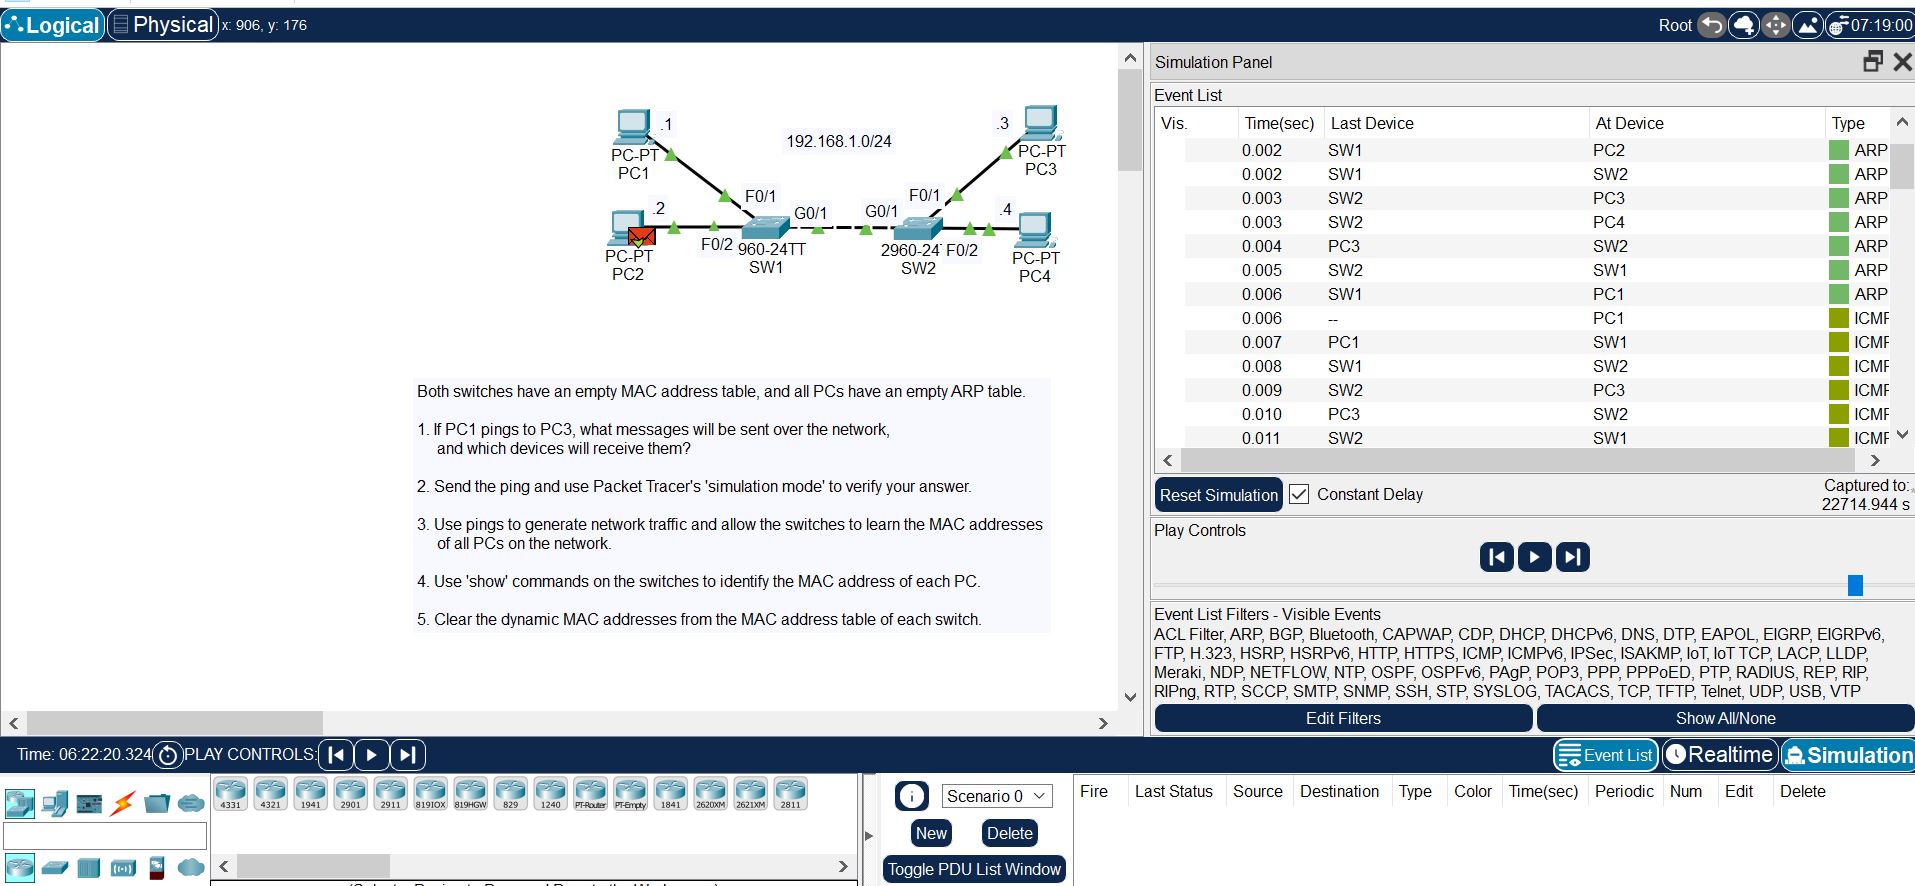 Logical
Physical
x: 906, y: 176
Root
07:19:00
Simulation Panel
Event List
Vis. Time(sec) Last Device At Device Type
0.002 SW1 PC2 ARP
0.002 SW1 SW2 ARP
0.003 SW2 PC3 ARP
0.003 SW2 PC4 ARP
0.004 PC3 SW2 ARP
0.005 SW2 SW1 ARP
0.006 SW1 PC1 ARP
0.006 -- PC1 ICMP
0.007 PC1 SW1 ICMP
0.008 SW1 SW2 ICMP
0.009 SW2 PC3 ICMP
0.010 PC3 SW2 ICMP
0.011 SW2 SW1 ICMP
Reset Simulation
Constant Delay
Captured to:
22714.944 s
Play Controls
Event List Filters - Visible Events
ACL Filter, ARP, BGP, Bluetooth, CAPWAP, CDP, DHCP, DHCPv6, DNS, DTP, EAPOL, EIGRP, EIGRPv6,
FTP, H.323, HSRP, HSRPv6, HTTP, HTTPS, ICMP, ICMPv6, IPSec, ISAKMP, IoT, IoT TCP, LACP, LLDP,
Meraki, NDP, NETFLOW, NTP, OSPF, OSPFv6, PAgP, POP3, PPP, PPPoED, PTP, RADIUS, REP, RIP,
RIPng, RTP, SCCP, SMTP, SNMP, SSH, STP, SYSLOG, TACACS, TCP, TFTP, Telnet, UDP, USB, VTP
Edit Filters
Show All/None
.1
PC-PT
PC1
192.168.1.0/24
.3
PC-PT
PC3
.2
PC-PT
PC2
F0/1
F0/2
G0/1
960-24TT
SW1
G0/1
F0/1
2960-24
F0/2
SW2
.4
PC-PT
PC4
Both switches have an empty MAC address table, and all PCs have an empty ARP table.
1. If PC1 pings to PC3, what messages will be sent over the network,
and which devices will receive them?
2. Send the ping and use Packet Tracer's 'simulation mode' to verify your answer.
3. Use pings to generate network traffic and allow the switches to learn the MAC addresses
of all PCs on the network.
4. Use 'show' commands on the switches to identify the MAC address of each PC.
5. Clear the dynamic MAC addresses from the MAC address table of each switch.
Time: 06:22:20.324
PLAY CONTROLS:
Event List
Realtime
Simulation
4331 4321 1941 2901 2911 819IOX 819HGW 829 1240 PT-Router PT-Empty 1841 2620XM 2621XM 2811
Scenario 0
New
Delete
Toggle PDU List Window
Fire Last Status Source Destination Type Color Time(sec) Periodic Num Edit Delete